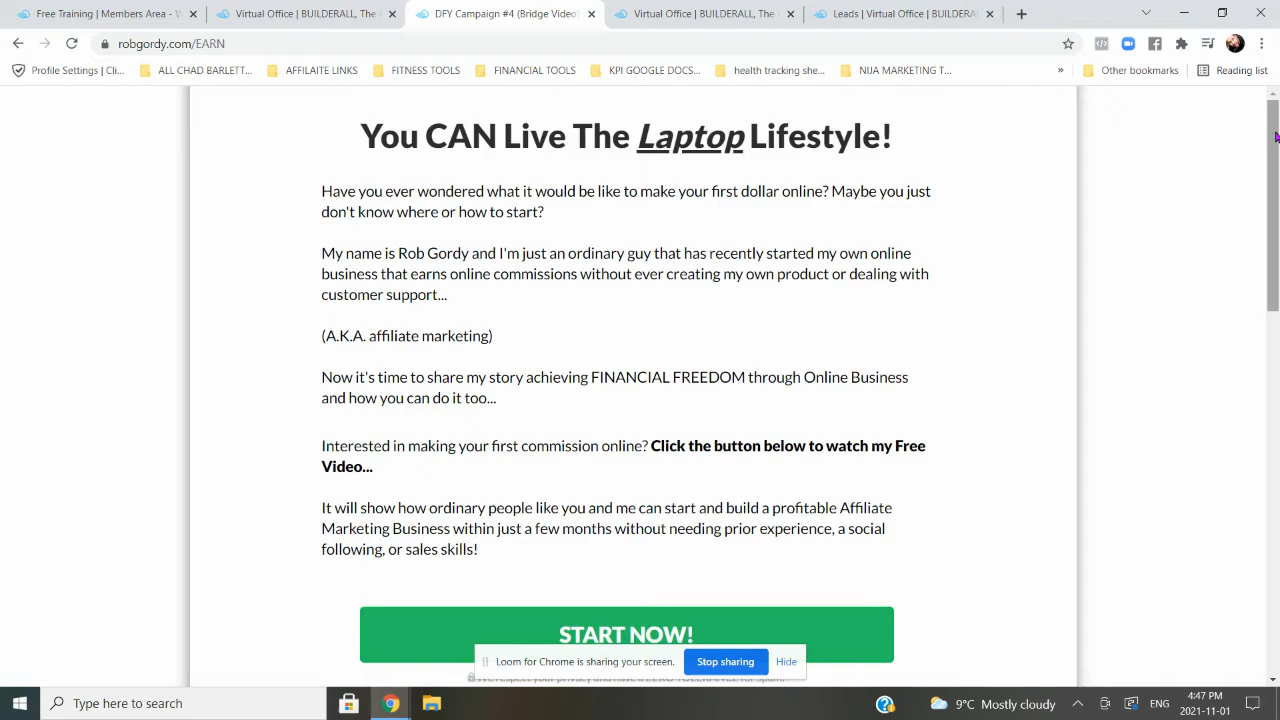 Free Training | Members Area - W
Virtual Office | BUILDERALL, The
DFY Campaign #4 (Bridge Video)
Virtual Office | BUILDERALL, The
Leads | Virtual Office | BUILDERAL
robgordy.com/EARN
Profile Settings | Cli...
ALL CHAD BARLETT...
AFFILAITE LINKS
FITNESS TOOLS
FINANCIAL TOOLS
KPI GOOGLE DOCS...
health tracking she...
NIJA MARKETING T...
»
Other bookmarks
Reading list
You CAN Live The Laptop Lifestyle!
Have you ever wondered what it would be like to make your first dollar online? Maybe you just
don't know where or how to start?
My name is Rob Gordy and I'm just an ordinary guy that has recently started my own online
business that earns online commissions without ever creating my own product or dealing with
customer support...
(A.K.A. affiliate marketing)
Now it's time to share my story achieving FINANCIAL FREEDOM through Online Business
and how you can do it too...
Interested in making your first commission online? Click the button below to watch my Free
Video...
It will show how ordinary people like you and me can start and build a profitable Affiliate
Marketing Business within just a few months without needing prior experience, a social
following, or sales skills!
START NOW!
Loom for Chrome is sharing your screen.
Stop sharing
Hide
Type here to search
9°C Mostly cloudy
ENG
4:47 PM
2021-11-01